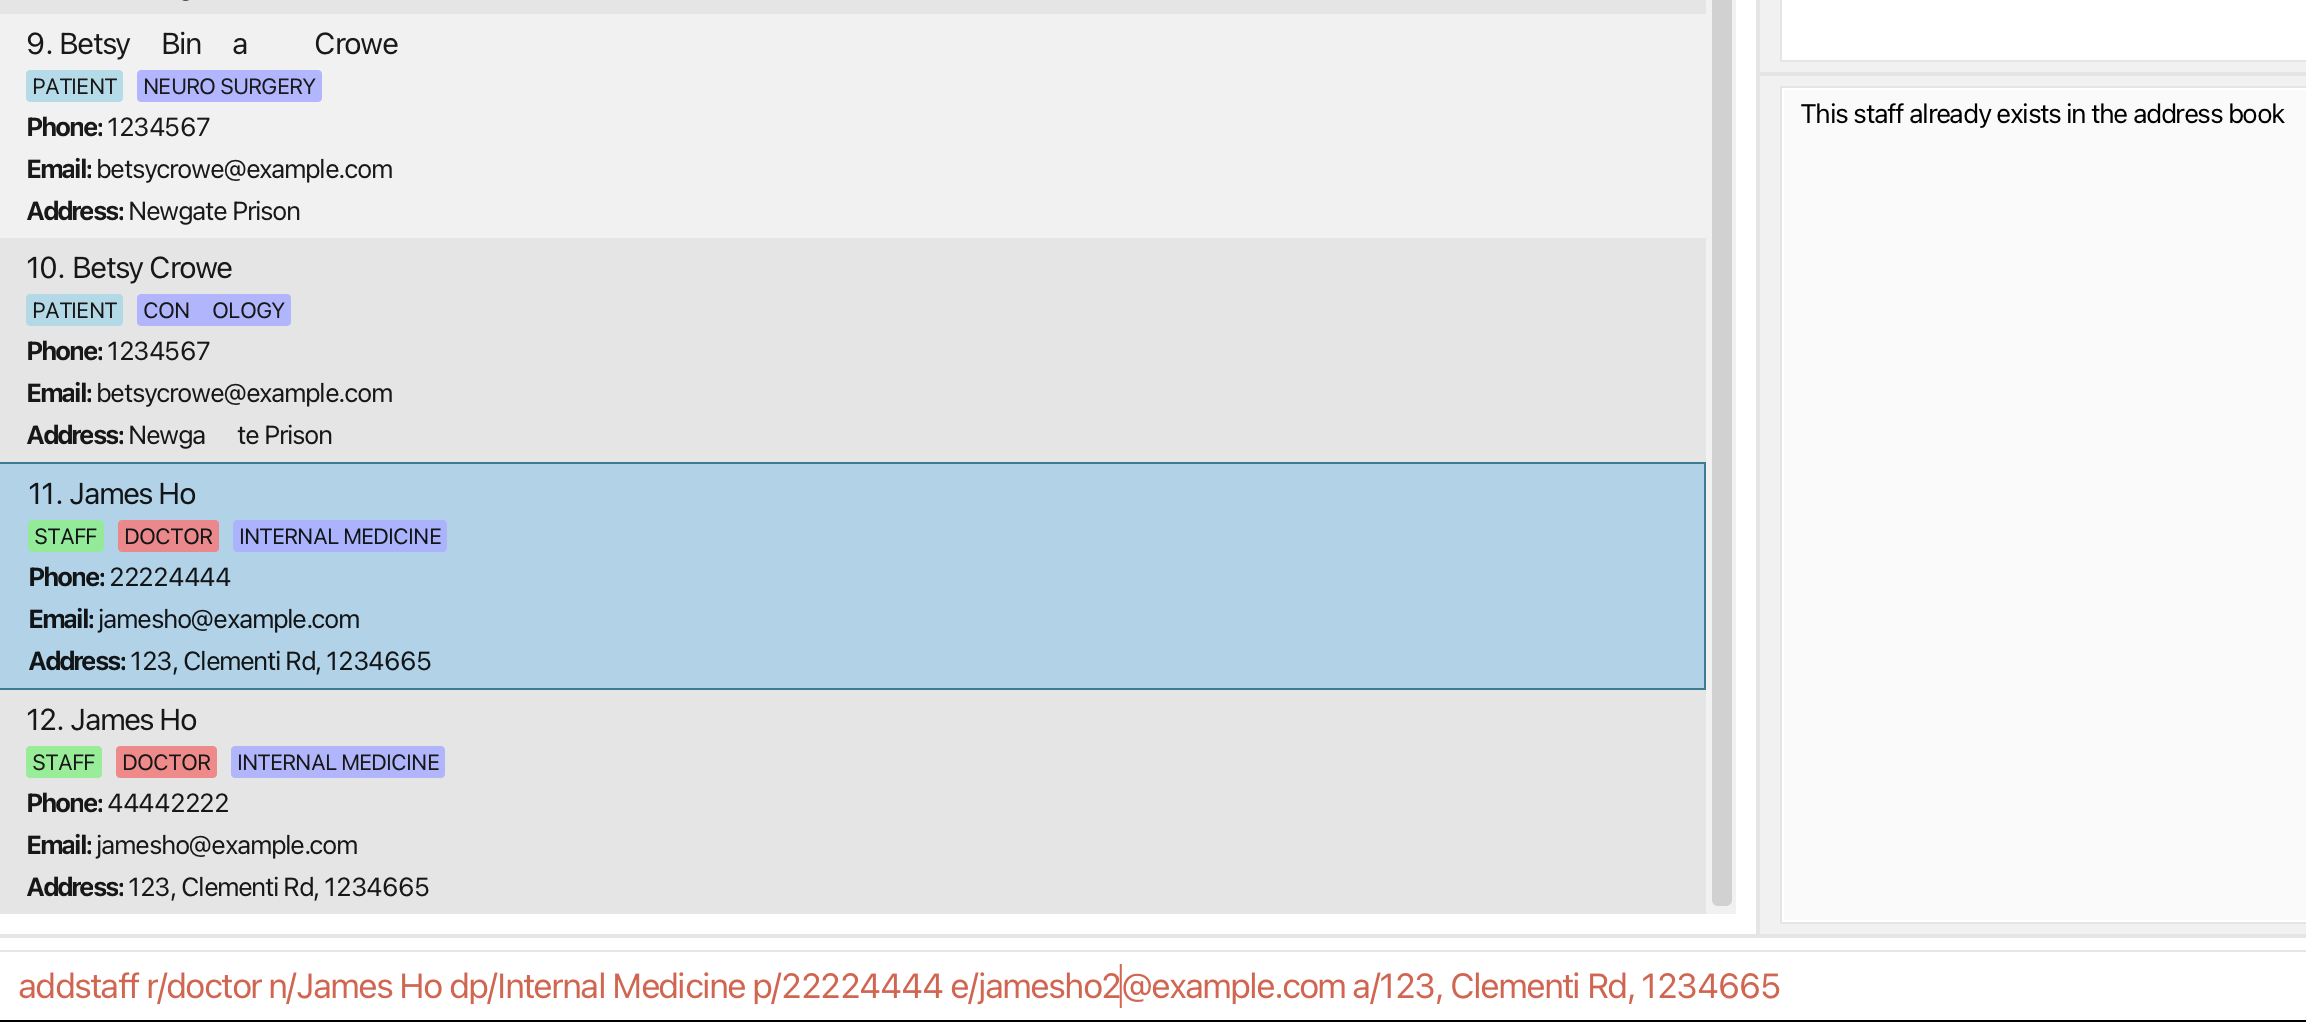 9. Betsy Bin a Crowe
PATIENT NEURO SURGERY
Phone: 1234567
Email: betsycrowe@example.com
Address: Newgate Prison
10. Betsy Crowe
PATIENT CON OLOGY
Phone: 1234567
Email: betsycrowe@example.com
Address: Newga te Prison
11. James Ho
STAFF DOCTOR INTERNAL MEDICINE
Phone: 22224444
Email: jamesho@example.com
Address: 123, Clementi Rd, 1234665
12. James Ho
STAFF DOCTOR INTERNAL MEDICINE
Phone: 44442222
Email: jamesho@example.com
Address: 123, Clementi Rd, 1234665
This staff already exists in the address book
addstaff r/doctor n/James Ho dp/Internal Medicine p/22224444 e/jamesho2@example.com a/123, Clementi Rd, 1234665